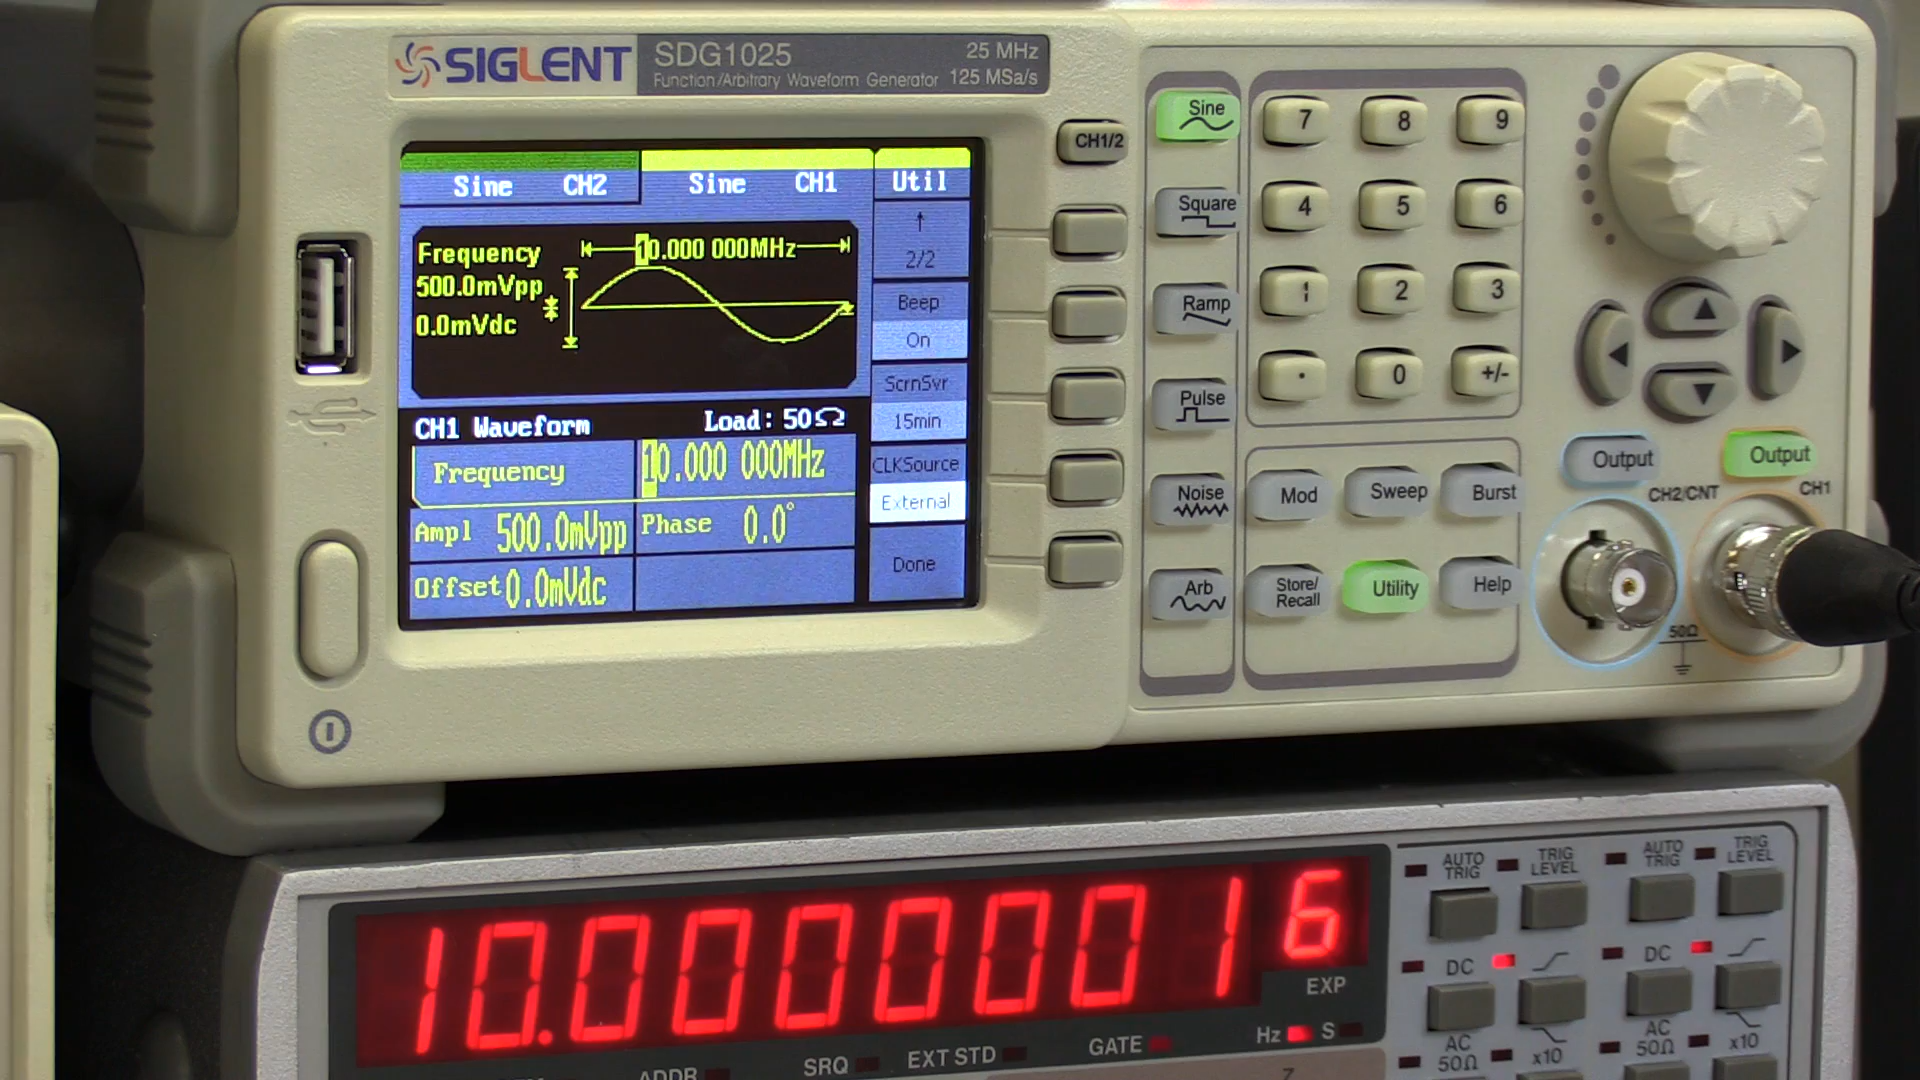 SIGLENT SDG1025 25 MHz
Function/Arbitrary Waveform Generator 125 MSa/s
Sine CH2 Sine CH1 Util
↑
2/2
Frequency 10.000 000MHz
500.0mVpp
0.0mVdc
Beep
On
ScrnSvr
15min
CH1 Waveform Load: 50Ω
CLKSource
External
Frequency 10.000 000MHz
Ampl 500.0mVpp Phase 0.0°
Offset 0.0mVdc
Done
CH1/2
Sine
Square
Ramp
Pulse
Noise
Arb
7 8 9
4 5 6
1 2 3
. 0 +/-
Mod Sweep Burst
Store/
Recall
Utility Help
Output Output
CH2/CNT CH1
50Ω
10.0000001 6
EXP
Hz S
GATE
EXT STD
SRQ
ADDR
AUTO
TRIG
TRIG
LEVEL
AUTO
TRIG
TRIG
LEVEL
DC DC
AC
50Ω
x10
AC
50Ω
x10
Z